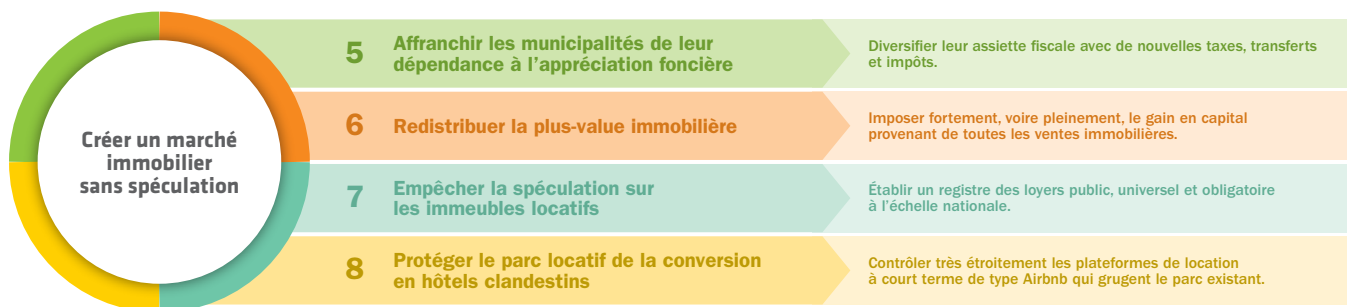 Créer un marché
immobilier
sans spéculation
5
Affranchir les municipalités de leur
dépendance à l'appréciation foncière
Diversifier leur assiette fiscale avec de nouvelles taxes, transferts
et impôts.
6
Redistribuer la plus-value immobilière
Imposer fortement, voire pleinement, le gain en capital
provenant de toutes les ventes immobilières.
7
Empêcher la spéculation sur
les immeubles locatifs
Établir un registre des loyers public, universel et obligatoire
à l'échelle nationale.
8
Protéger le parc locatif de la conversion
en hôtels clandestins
Contrôler très étroitement les plateformes de location
à court terme de type Airbnb qui grugent le parc existant.